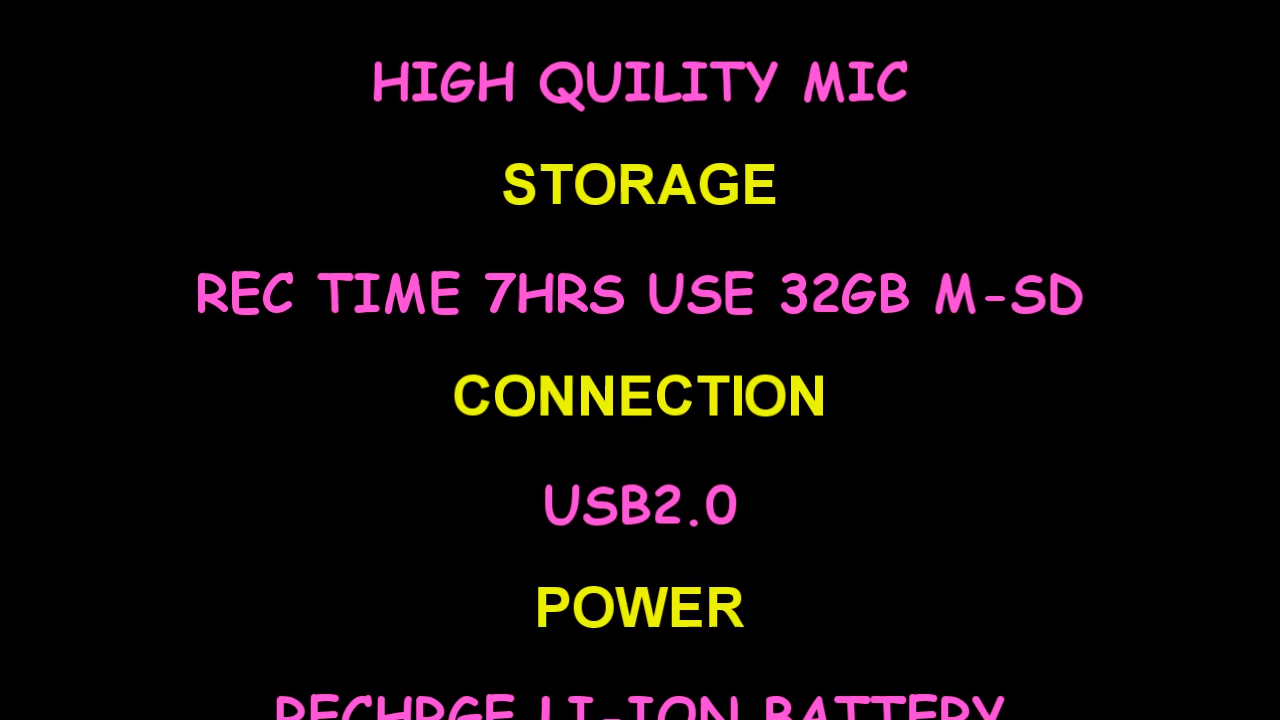 HIGH QUILITY MIC
STORAGE
REC TIME 7HRS USE 32GB M-SD
CONNECTION
USB2.0
POWER
RECHRGE LI-ION BATTERY